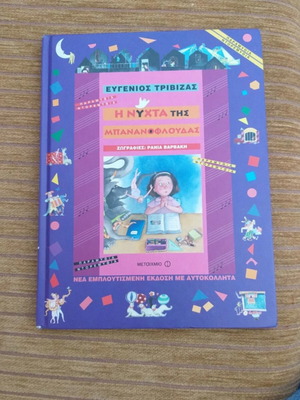 ΕΥΓΕΝΙΟΣ ΤΡΙΒΙΖΑΣ
Η ΝΥΧΤΑ ΤΗΣ
ΜΠΑΝΑΝΟΦΛΟΥΔΑΣ
ΖΩΓΡΑΦΙΕΣ: ΡΑΝΙΑ ΒΑΡΒΑΚΗ
ΜΕΤΑΙΧΜΙΟ
ΝΕΑ ΕΜΠΛΟΥΤΙΣΜΕΝΗ ΕΚΔΟΣΗ ΜΕ ΑΥΤΟΚΟΛΛΗΤΑ